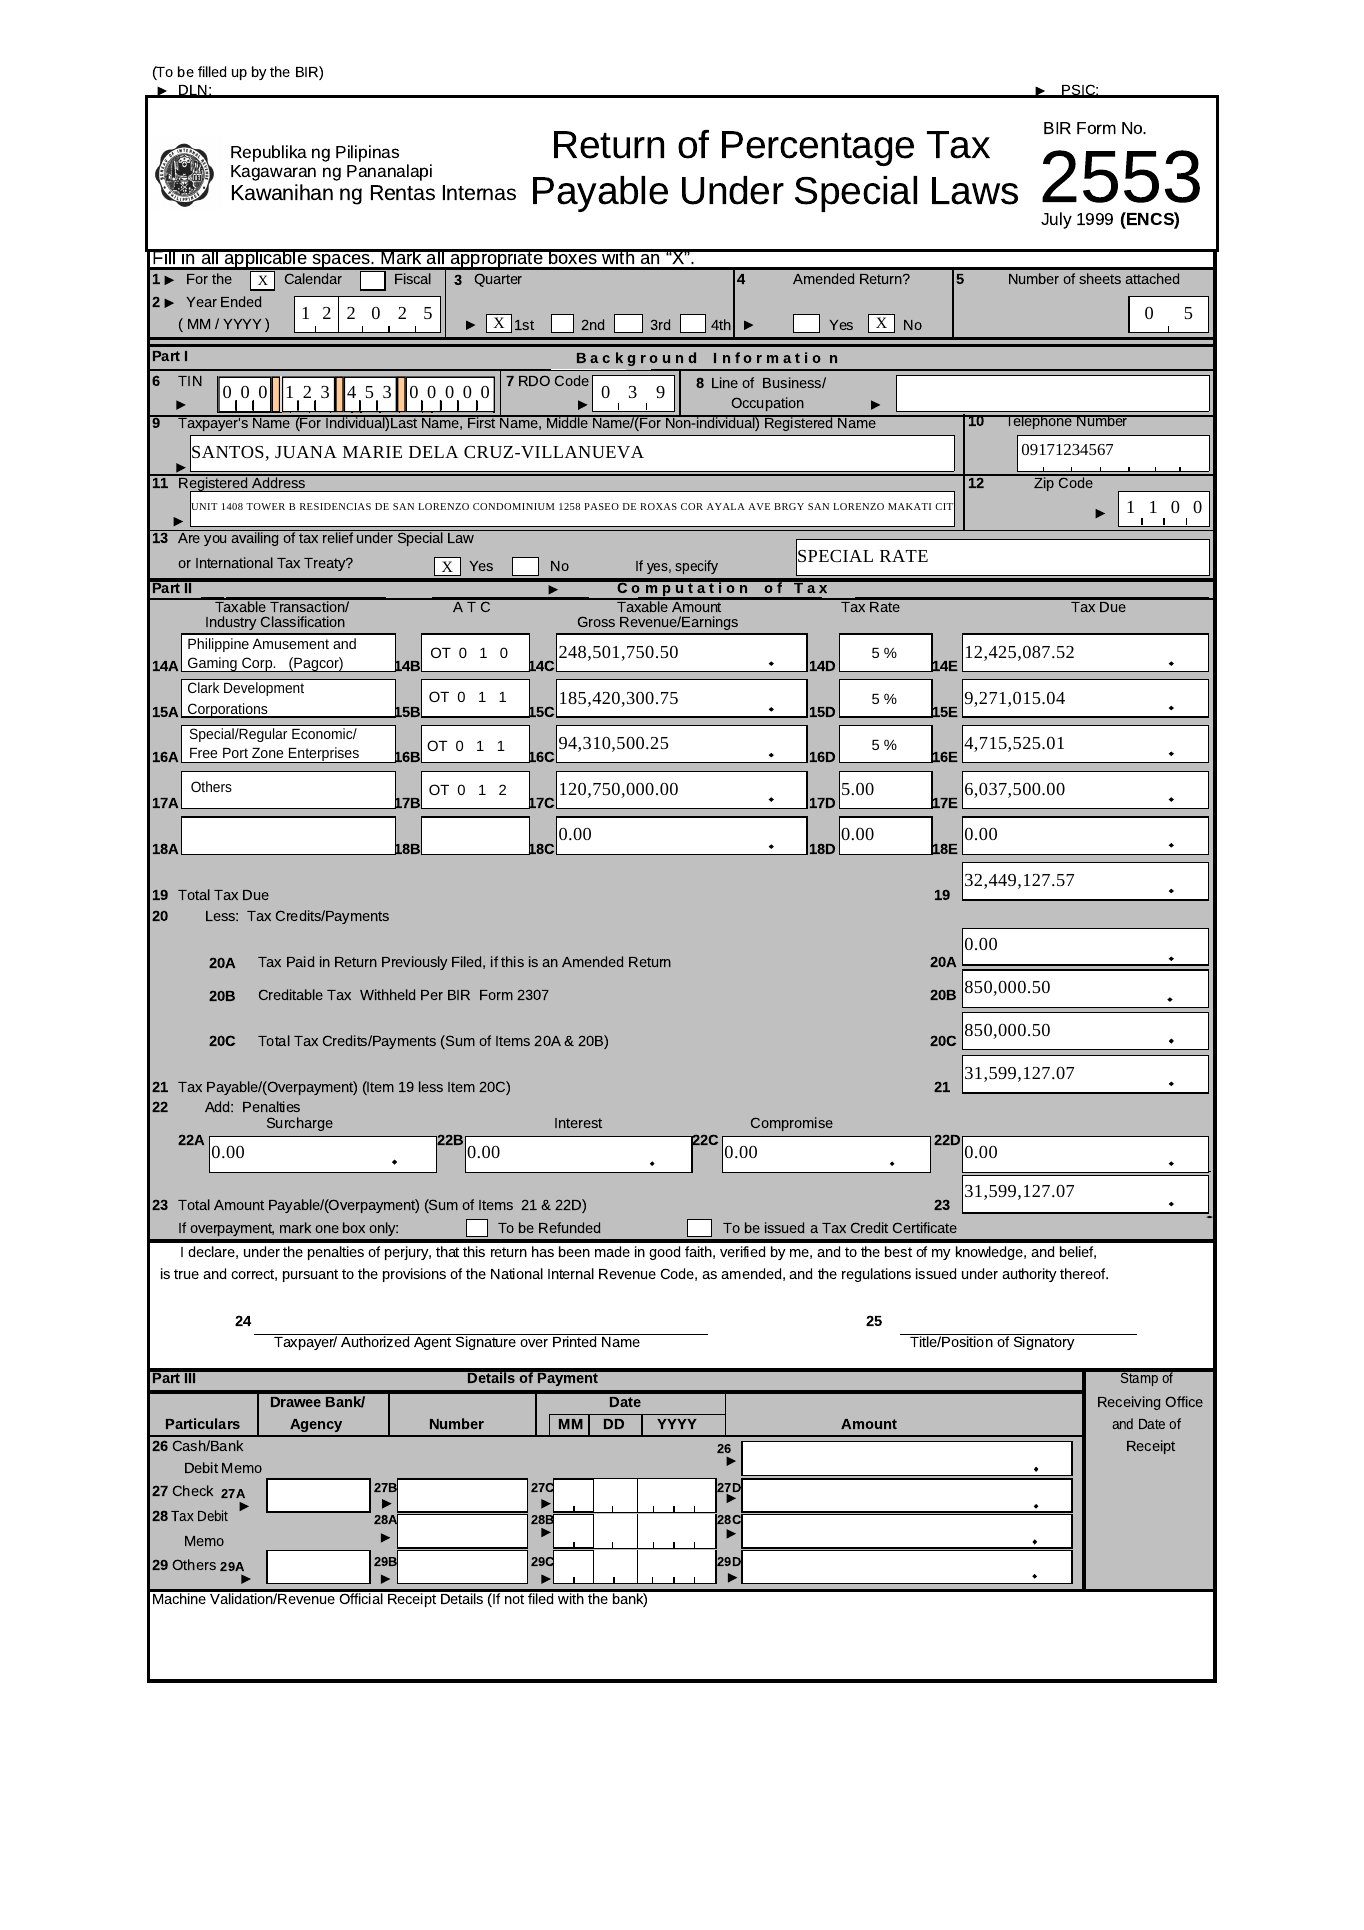 (To be filled up by the BIR)
► DLN: ► PSIC:
BIR Form No.
Republika ng Pilipinas
Kagawaran ng Pananalapi
Kawanihan ng Rentas Internas
Return of Percentage Tax
Payable Under Special Laws
2553
July 1999 (ENCS)
Fill in all applicable spaces. Mark all appropriate boxes with an “X”.
1 ► For the X Calendar Fiscal 3 Quarter 4 Amended Return? 5 Number of sheets attached
2 ► Year Ended
( MM / YYYY ) 1 2 2 0 2 5 ► X 1st 2nd 3rd 4th ► Yes X No 0 5
Part I Background Information
6 TIN ► 0 0 0 1 2 3 4 5 3 0 0 0 0 0 7 RDO Code ► 0 3 9 8 Line of Business/
Occupation ►
9 Taxpayer's Name (For Individual)Last Name, First Name, Middle Name/(For Non-individual) Registered Name 10 Telephone Number
► SANTOS, JUANA MARIE DELA CRUZ-VILLANUEVA 09171234567
11 Registered Address 12 Zip Code
► UNIT 1408 TOWER B RESIDENCIAS DE SAN LORENZO CONDOMINIUM 1258 PASEO DE ROXAS COR AYALA AVE BRGY SAN LORENZO MAKATI CIT ► 1 1 0 0
13 Are you availing of tax relief under Special Law
or International Tax Treaty? X Yes No If yes, specify SPECIAL RATE
Part II ► Computation of Tax
Taxable Transaction/ A T C Taxable Amount Tax Rate Tax Due
Industry Classification Gross Revenue/Earnings
Philippine Amusement and
14A Gaming Corp. (Pagcor) 14B OT 0 1 0 14C 248,501,750.50 14D 5 % 14E 12,425,087.52
Clark Development
15A Corporations 15B OT 0 1 1 15C 185,420,300.75 15D 5 % 15E 9,271,015.04
Special/Regular Economic/
16A Free Port Zone Enterprises 16B OT 0 1 1 16C 94,310,500.25 16D 5 % 16E 4,715,525.01
17A Others 17B OT 0 1 2 17C 120,750,000.00 17D 5.00 17E 6,037,500.00
18A 18B 18C 0.00 18D 0.00 18E 0.00
19 Total Tax Due 19 32,449,127.57
20 Less: Tax Credits/Payments
20A Tax Paid in Return Previously Filed, if this is an Amended Return 20A 0.00
20B Creditable Tax Withheld Per BIR Form 2307 20B 850,000.50
20C Total Tax Credits/Payments (Sum of Items 20A & 20B) 20C 850,000.50
21 Tax Payable/(Overpayment) (Item 19 less Item 20C) 21 31,599,127.07
22 Add: Penalties
Surcharge Interest Compromise
22A 0.00 22B 0.00 22C 0.00 22D 0.00
23 Total Amount Payable/(Overpayment) (Sum of Items 21 & 22D) 23 31,599,127.07
If overpayment, mark one box only: To be Refunded To be issued a Tax Credit Certificate
I declare, under the penalties of perjury, that this return has been made in good faith, verified by me, and to the best of my knowledge, and belief,
is true and correct, pursuant to the provisions of the National Internal Revenue Code, as amended, and the regulations issued under authority thereof.
24 25
Taxpayer/ Authorized Agent Signature over Printed Name Title/Position of Signatory
Part III Details of Payment Stamp of
Drawee Bank/ Date Receiving Office
Particulars Agency Number MM DD YYYY Amount and Date of
26 Cash/Bank 26 ► Receipt
Debit Memo
27 Check 27A ► 27B ► 27C ► 27D ►
28 Tax Debit 28A ► 28B ► 28C ►
Memo
29 Others 29A ► 29B ► 29C ► 29D ►
Machine Validation/Revenue Official Receipt Details (If not filed with the bank)